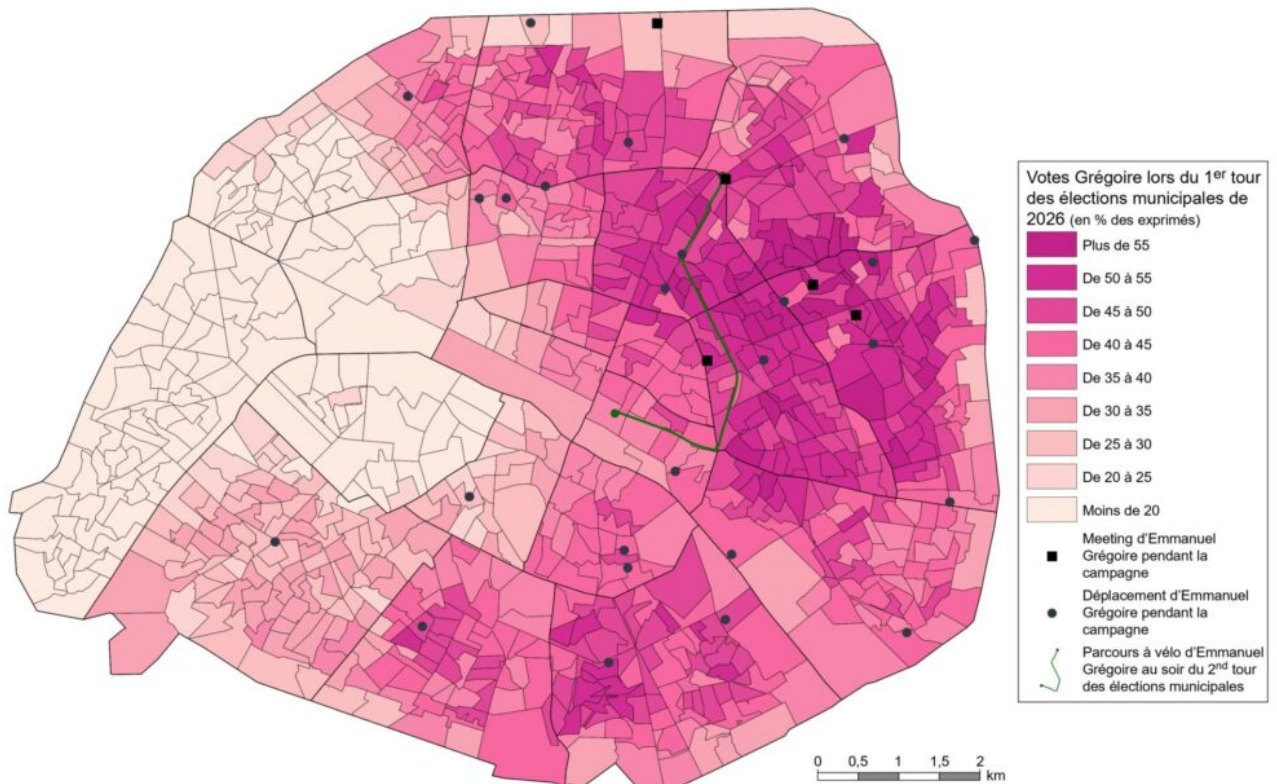 Votes Grégoire lors du 1er tour
des élections municipales de
2026 (en % des exprimés)
Plus de 55
De 50 à 55
De 45 à 50
De 40 à 45
De 35 à 40
De 30 à 35
De 25 à 30
De 20 à 25
Moins de 20
Meeting d'Emmanuel
Grégoire pendant la
campagne
Déplacement d'Emmanuel
Grégoire pendant la
campagne
Parcours à vélo d'Emmanuel
Grégoire au soir du 2nd tour
des élections municipales
0 0,5 1 1,5 2
km